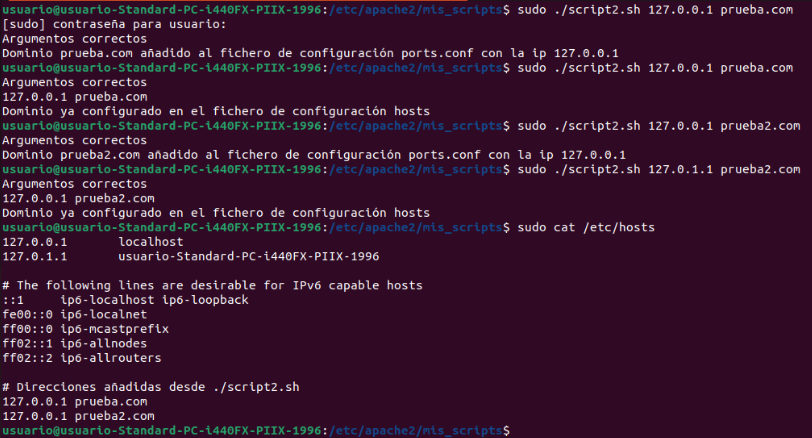 usuario@usuario-Standard-PC-i440FX-PIIX-1996:/etc/apache2/mis_scripts$ sudo ./script2.sh 127.0.0.1 prueba.com
[sudo] contraseña para usuario:
Argumentos correctos
Dominio prueba.com añadido al fichero de configuración ports.conf con la ip 127.0.0.1
usuario@usuario-Standard-PC-i440FX-PIIX-1996:/etc/apache2/mis_scripts$ sudo ./script2.sh 127.0.0.1 prueba.com
Argumentos correctos
127.0.0.1 prueba.com
Dominio ya configurado en el fichero de configuración hosts
usuario@usuario-Standard-PC-i440FX-PIIX-1996:/etc/apache2/mis_scripts$ sudo ./script2.sh 127.0.0.1 prueba2.com
Argumentos correctos
Dominio prueba2.com añadido al fichero de configuración ports.conf con la ip 127.0.0.1
usuario@usuario-Standard-PC-i440FX-PIIX-1996:/etc/apache2/mis_scripts$ sudo ./script2.sh 127.0.1.1 prueba2.com
Argumentos correctos
127.0.0.1 prueba2.com
Dominio ya configurado en el fichero de configuración hosts
usuario@usuario-Standard-PC-i440FX-PIIX-1996:/etc/apache2/mis_scripts$ sudo cat /etc/hosts
127.0.0.1 localhost
127.0.1.1 usuario-Standard-PC-i440FX-PIIX-1996

# The following lines are desirable for IPv6 capable hosts
::1 ip6-localhost ip6-loopback
fe00::0 ip6-localnet
ff00::0 ip6-mcastprefix
ff02::1 ip6-allnodes
ff02::2 ip6-allrouters

# Direcciones añadidas desde ./script2.sh
127.0.0.1 prueba.com
127.0.0.1 prueba2.com
usuario@usuario-Standard-PC-i440FX-PIIX-1996:/etc/apache2/mis_scripts$